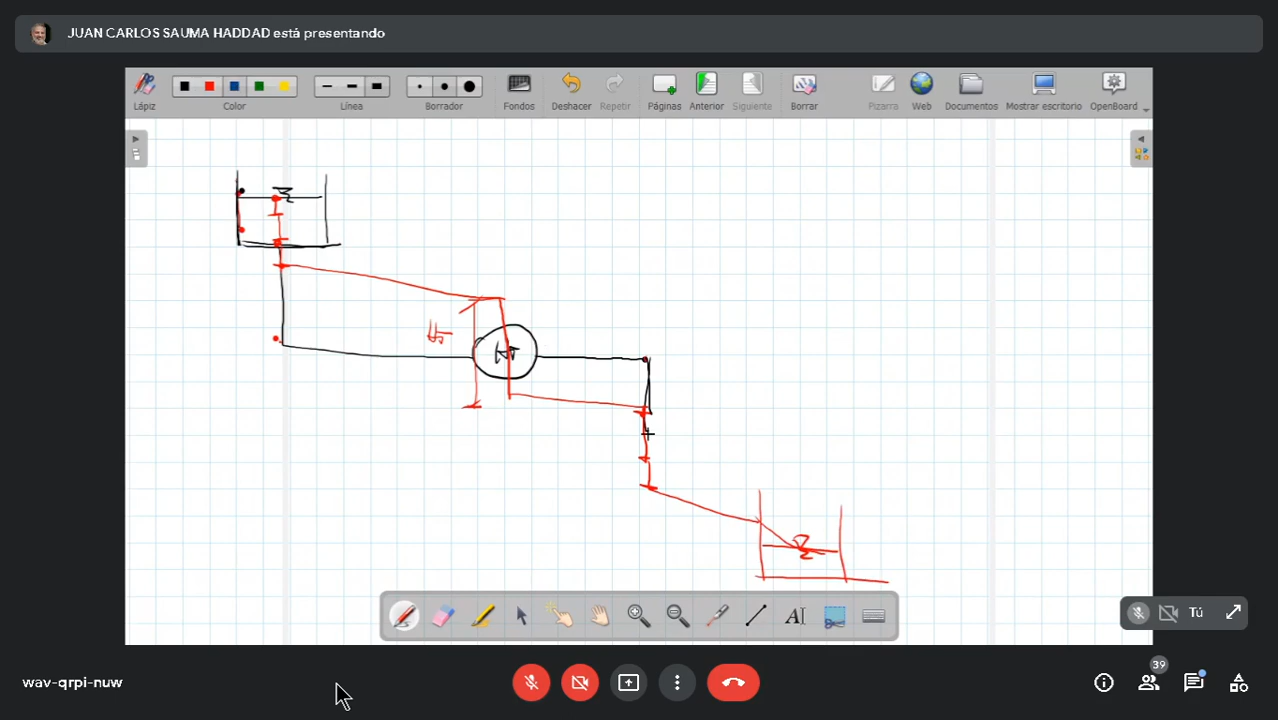 JUAN CARLOS SAUMA HADDAD está presentando
Lápiz
Color
Línea
Borrador
Fondos
Deshacer
Repetir
Páginas
Anterior
Siguiente
Borrar
Pizarra
Web
Documentos
Mostrar escritorio
OpenBoard
Tú
wav-qrpi-nuw
39